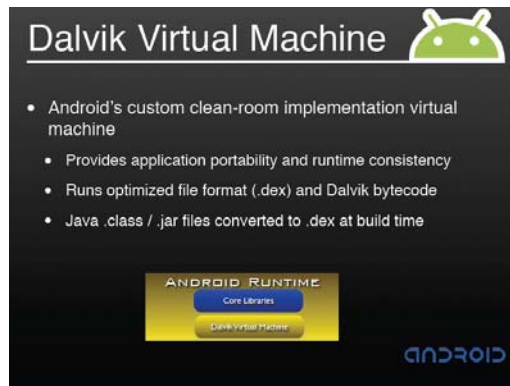 Dalvik Virtual Machine
• Android's custom clean-room implementation virtual
machine
• Provides application portability and runtime consistency
• Runs optimized file format (.dex) and Dalvik bytecode
• Java .class / .jar files converted to .dex at build time
ANDROID RUNTIME
Core Libraries
Dalvik Virtual Machine
ANDROID